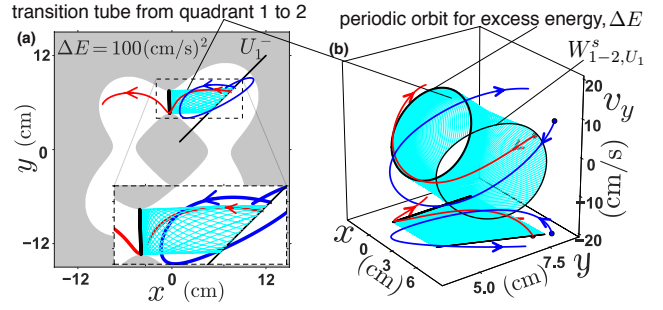 transition tube from quadrant 1 to 2
periodic orbit for excess energy, ΔE
(a)
ΔE = 100(cm/s)²
U₁⁻
(b)
Wˢ₁₋₂,U₁
12
0
−12
y (cm)
−12
0
12
x (cm)
20
10
0
−10
−20
v_y
(cm/s)
x
0
3
6
(cm)
5.0
7.5
(cm)
y